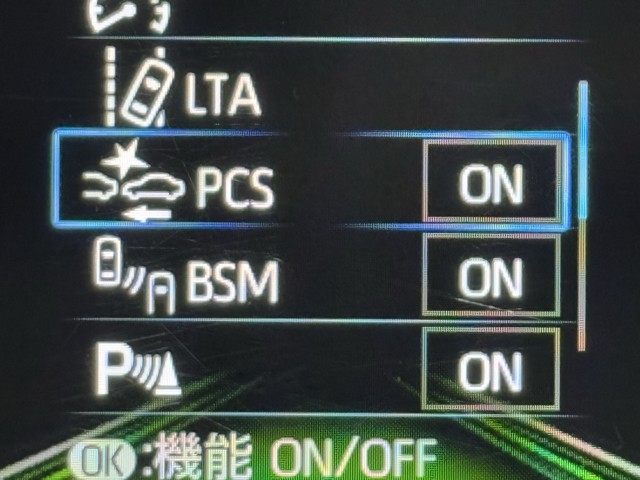 LTA
PCS ON
BSM ON
P ON
OK :機能 ON/OFF